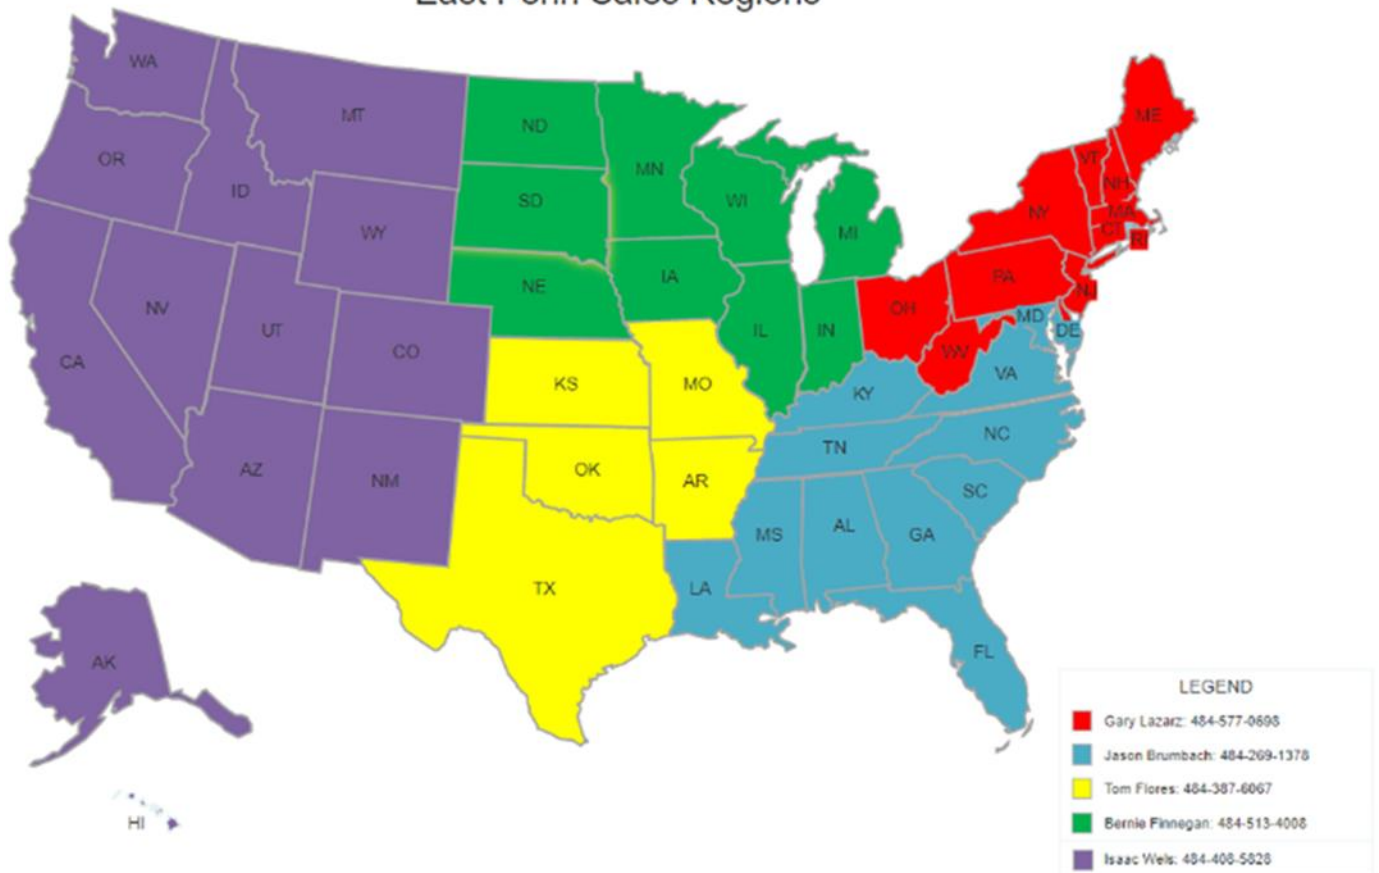 East Penn Sales Regions
WA
MT
ND
ME
OR
MN
VT
ID
SD
WI
NH
NY
MA
WY
MI
CT
RI
NE
IA
PA
NJ
NV
UT
OH
MD
DE
CO
IL
IN
WV
CA
KS
MO
KY
VA
TN
NC
AZ
NM
OK
AR
SC
MS
AL
GA
TX
LA
FL
AK
HI
LEGEND
Gary Lazarz: 484-577-0698
Jason Brumbach: 484-269-1378
Tom Flores: 484-387-6067
Bernie Finnegan: 484-513-4008
Isaac Wels: 484-408-5828